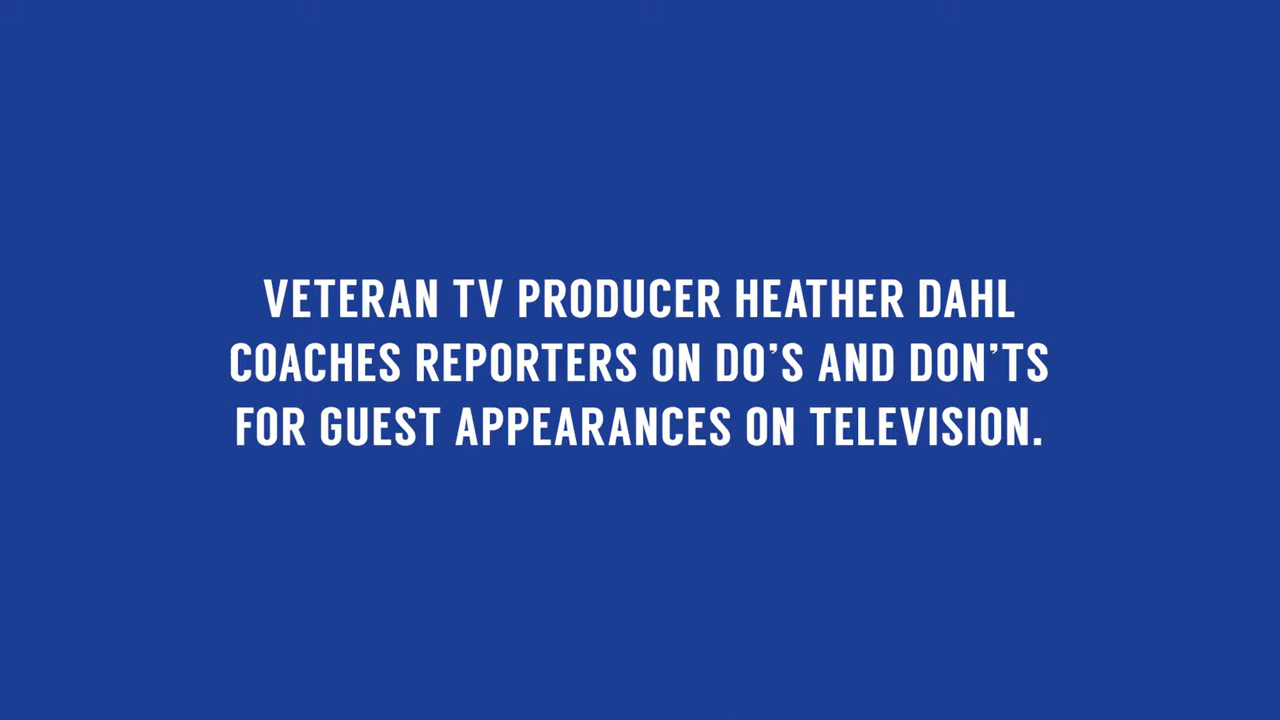 VETERAN TV PRODUCER HEATHER DAHL
COACHES REPORTERS ON DO’S AND DON’TS
FOR GUEST APPEARANCES ON TELEVISION.